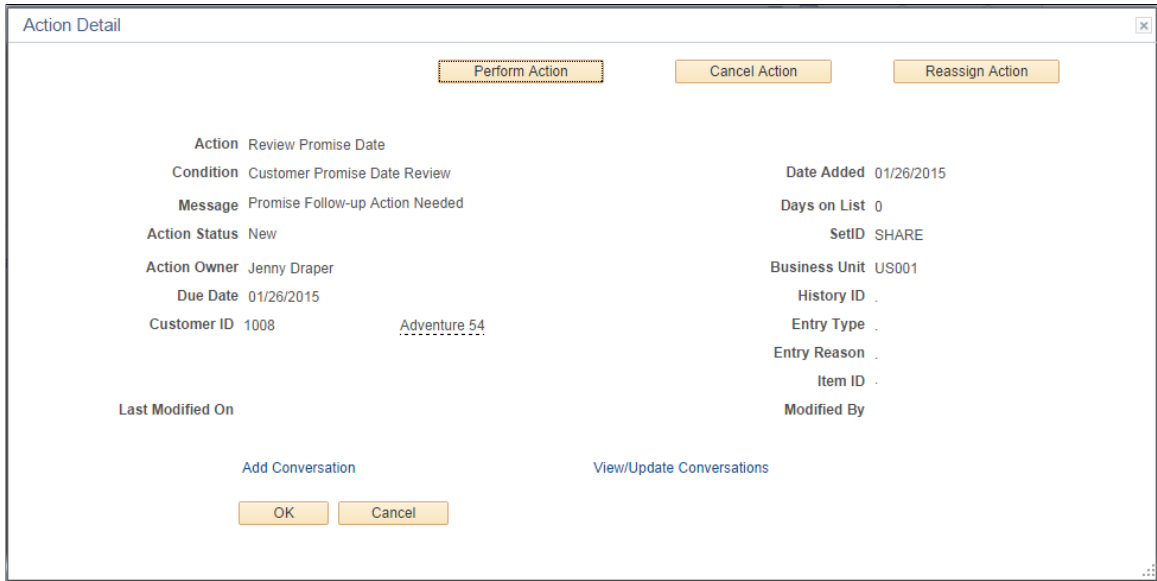 Action Detail
Perform Action Cancel Action Reassign Action
Action Review Promise Date
Condition Customer Promise Date Review Date Added 01/26/2015
Message Promise Follow-up Action Needed Days on List 0
Action Status New SetID SHARE
Action Owner Jenny Draper Business Unit US001
Due Date 01/26/2015 History ID .
Customer ID 1008 Adventure 54 Entry Type .
Entry Reason .
Item ID .
Last Modified On Modified By
Add Conversation View/Update Conversations
OK Cancel